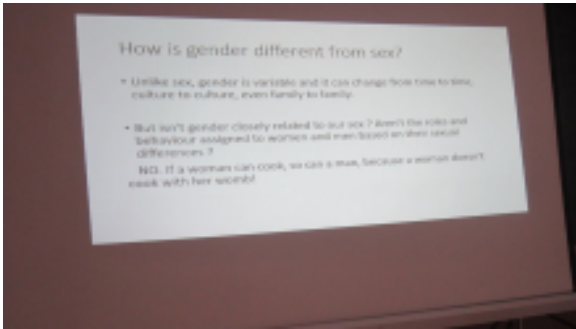 How is gender different from sex?
• Unlike sex, gender is variable and it can change from time to time,
culture to culture, even family to family.
• But isn't gender closely related to our sex ? Aren't the roles and
behaviour assigned to women and men based on their sexual
differences ?
NO. If a woman can cook, so can a man, because a woman doesn't
cook with her womb!